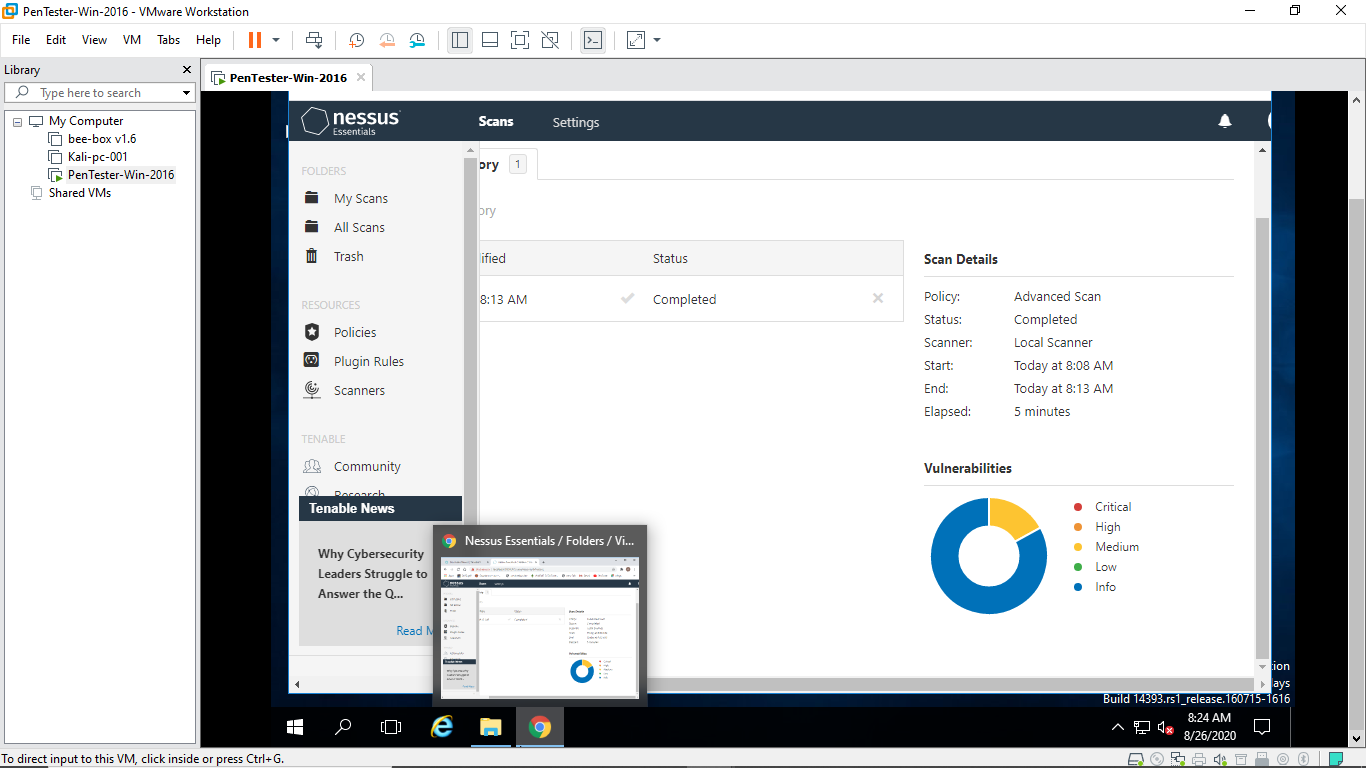 PenTester-Win-2016 - VMware Workstation
File Edit View VM Tabs Help
Library
Type here to search
My Computer
bee-box v1.6
Kali-pc-001
PenTester-Win-2016
Shared VMs
PenTester-Win-2016
nessus
Essentials
Scans
Settings
FOLDERS
My Scans
All Scans
Trash
RESOURCES
Policies
Plugin Rules
Scanners
TENABLE
Community
Research
Tenable News
Why Cybersecurity
Leaders Struggle to
Answer the Q...
Read M
ory 1
ory
ified Status
8:13 AM Completed
Scan Details
Policy: Advanced Scan
Status: Completed
Scanner: Local Scanner
Start: Today at 8:08 AM
End: Today at 8:13 AM
Elapsed: 5 minutes
Vulnerabilities
Critical
High
Medium
Low
Info
Nessus Essentials / Folders / Vi...
tion
ays
Build 14393.rs1_release.160715-1616
8:24 AM
8/26/2020
To direct input to this VM, click inside or press Ctrl+G.